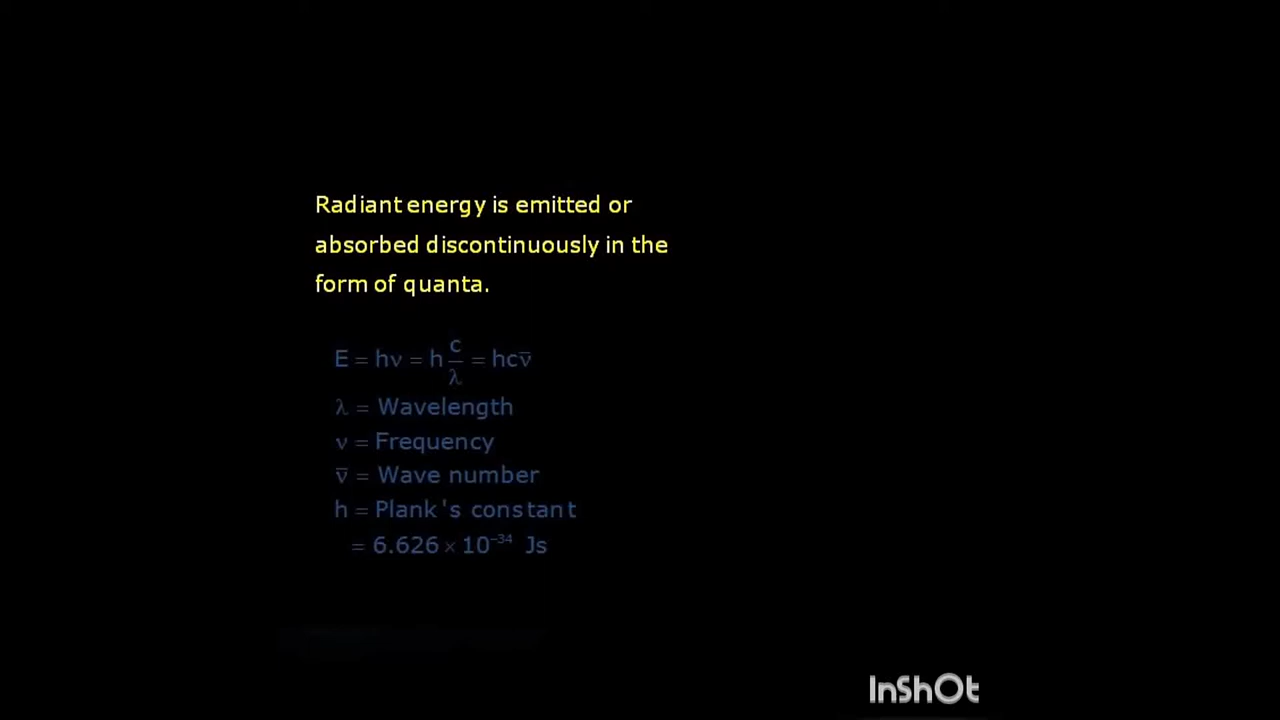 Radiant energy is emitted or
absorbed discontinuously in the
form of quanta.
E = hν = h c/λ = hcν̅
λ = Wavelength
ν = Frequency
ν̅ = Wave number
h = Plank's constant
= 6.626 × 10⁻³⁴ Js
InShOt